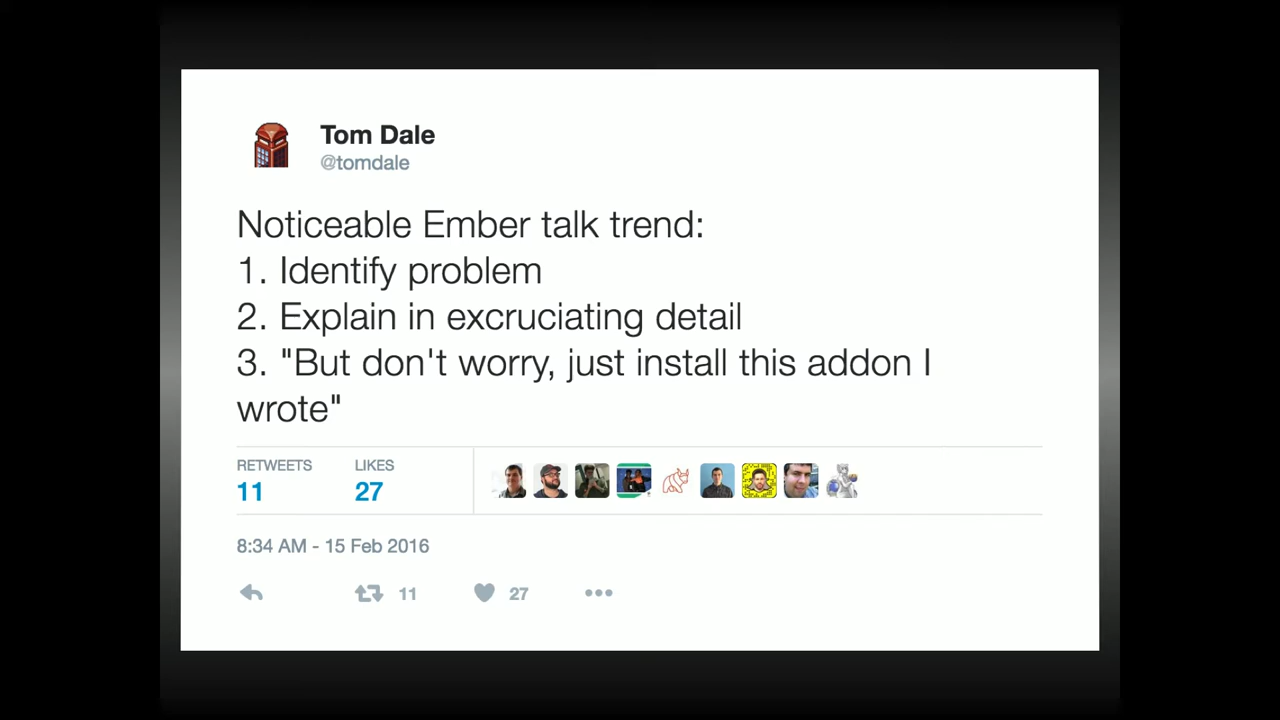 Tom Dale
@tomdale
Noticeable Ember talk trend:
1. Identify problem
2. Explain in excruciating detail
3. "But don't worry, just install this addon I
wrote"
RETWEETS LIKES
11 27
8:34 AM - 15 Feb 2016
11 27